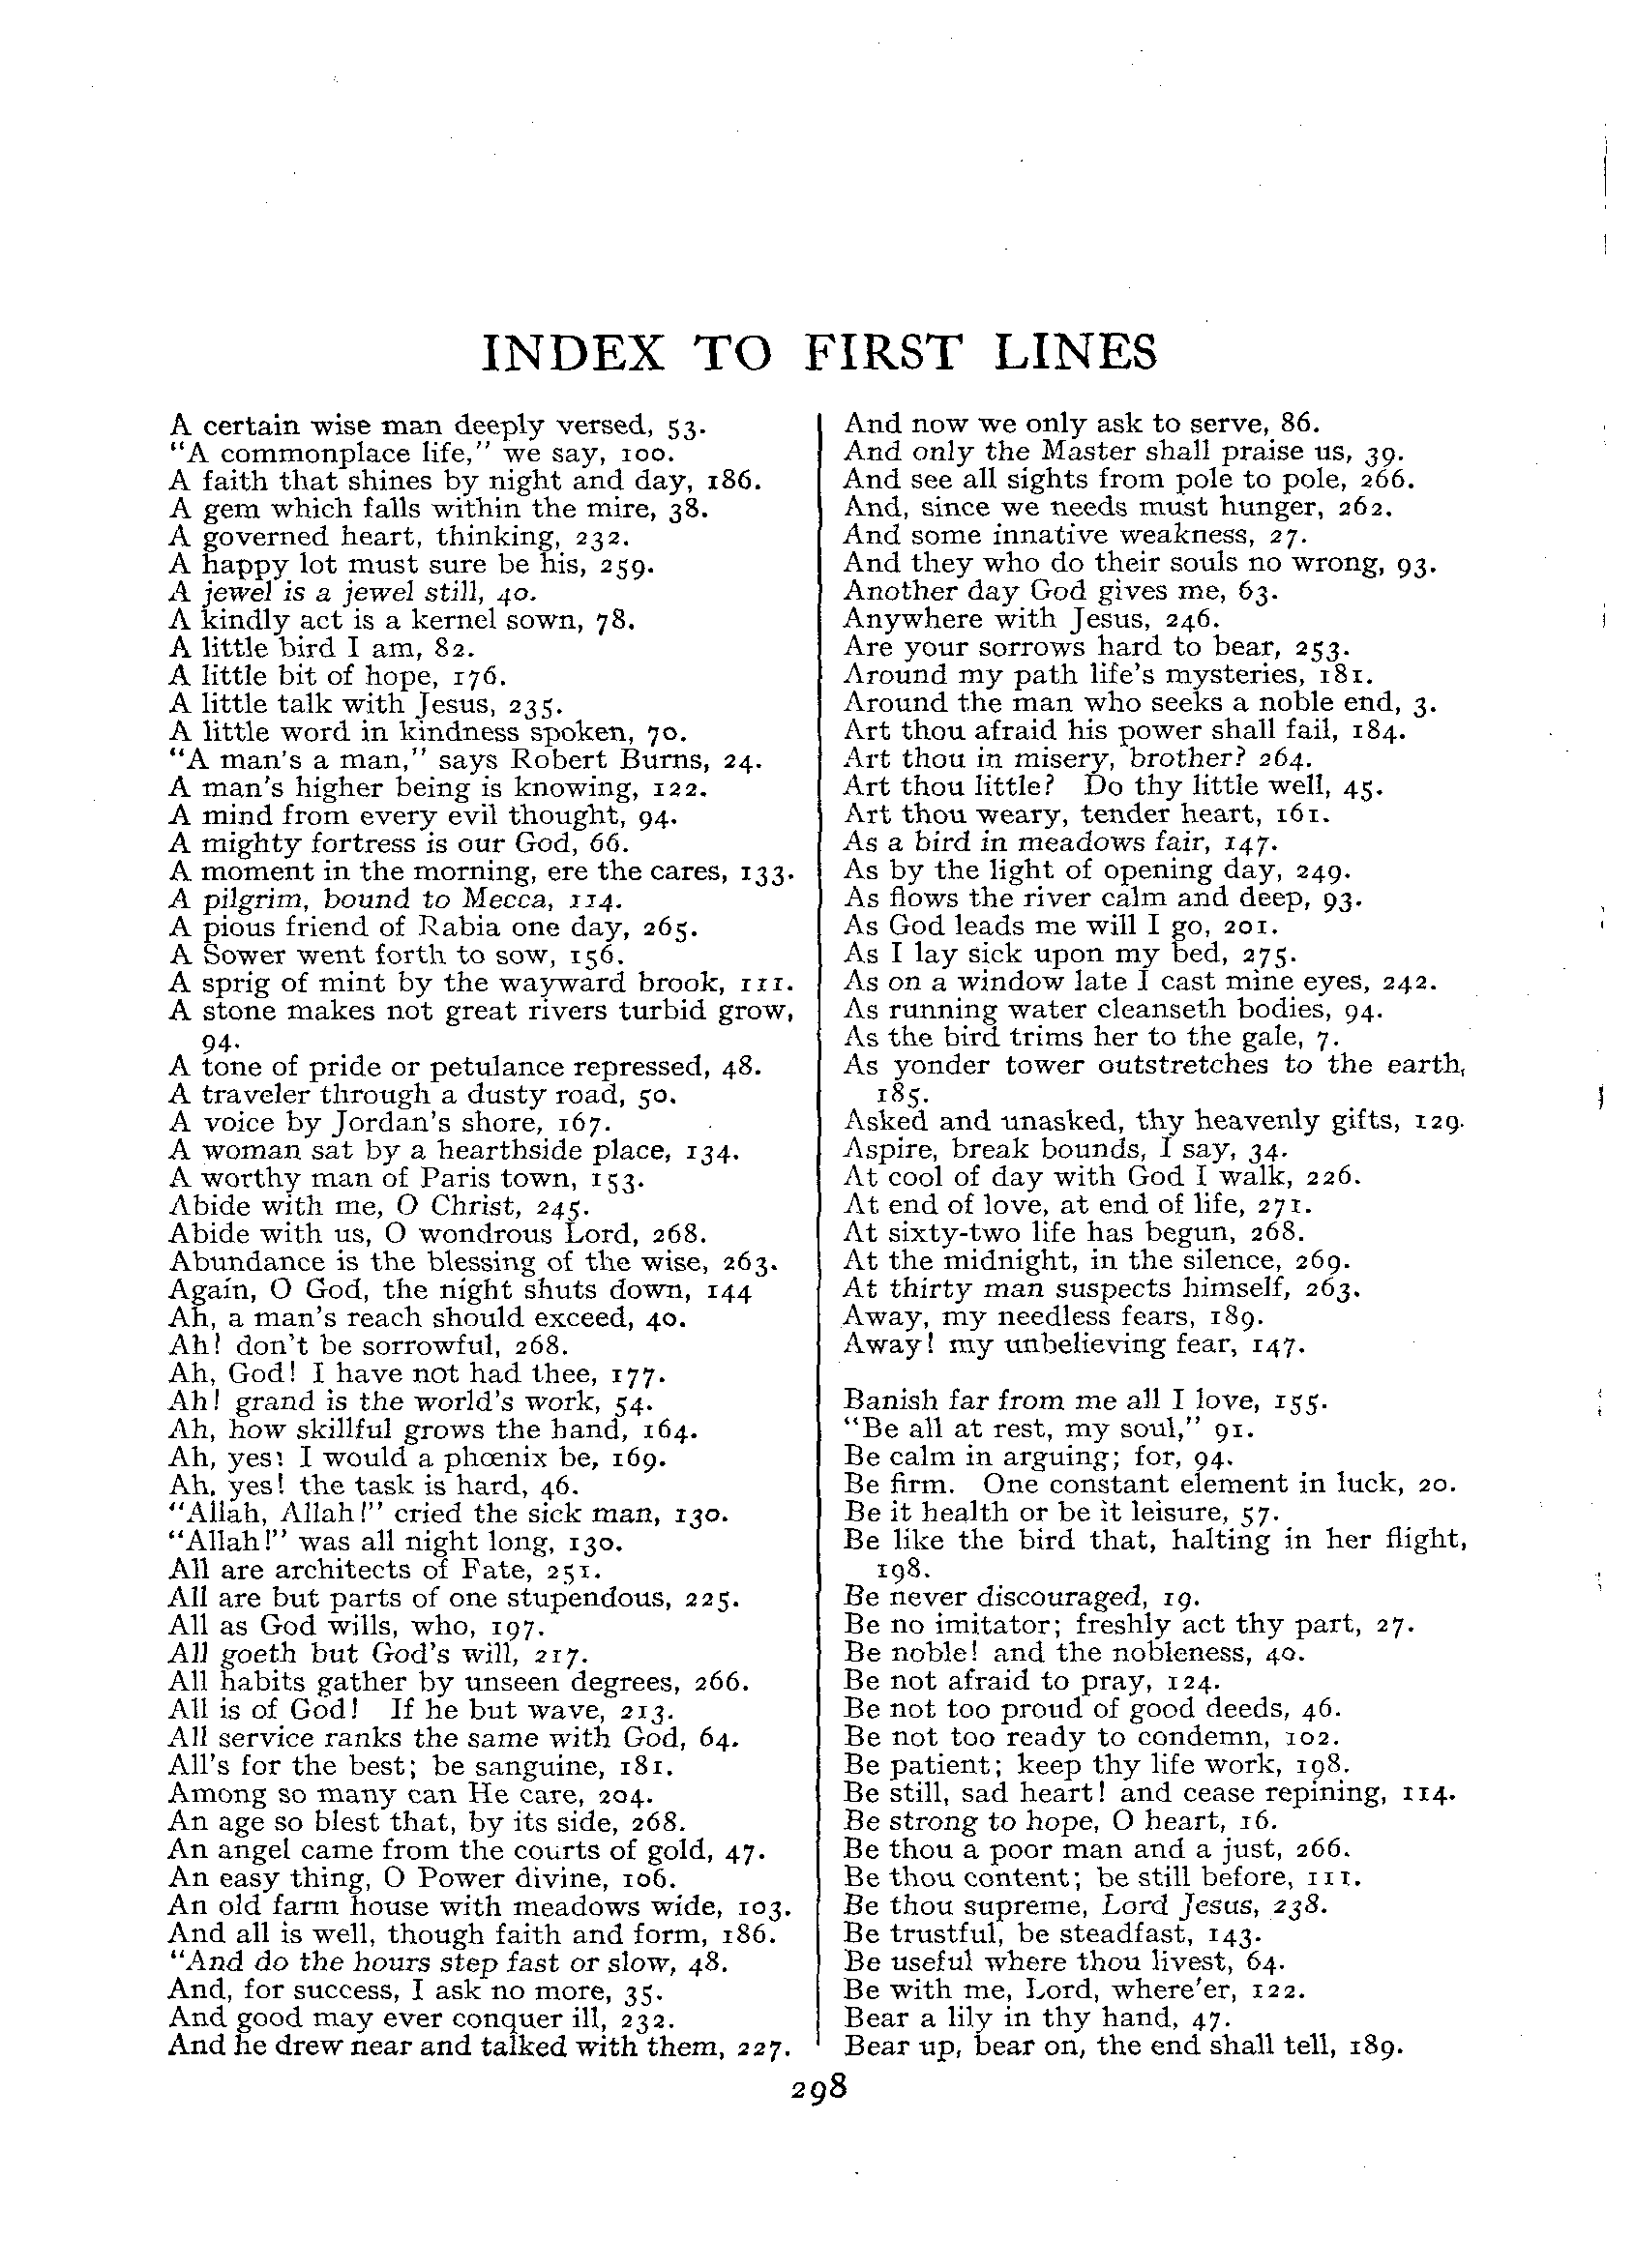 INDEX TO FIRST LINES
A certain wise man deeply versed, 53.
"A commonplace life," we say, 100.
A faith that shines by night and day, 186.
A gem which falls within the mire, 38.
A governed heart, thinking, 232.
A happy lot must sure be his, 259.
A jewel is a jewel still, 40.
A kindly act is a kernel sown, 78.
A little bird I am, 82.
A little bit of hope, 176.
A little talk with Jesus, 235.
A little word in kindness spoken, 70.
"A man's a man," says Robert Burns, 24.
A man's higher being is knowing, 122.
A mind from every evil thought, 94.
A mighty fortress is our God, 66.
A moment in the morning, ere the cares, 133.
A pilgrim, bound to Mecca, 114.
A pious friend of Rabia one day, 265.
A Sower went forth to sow, 156.
A sprig of mint by the wayward brook, 111.
A stone makes not great rivers turbid grow,
94.
A tone of pride or petulance repressed, 48.
A traveler through a dusty road, 50.
A voice by Jordan's shore, 167.
A woman sat by a hearthside place, 134.
A worthy man of Paris town, 153.
Abide with me, O Christ, 245.
Abide with us, O wondrous Lord, 268.
Abundance is the blessing of the wise, 263.
Again, O God, the night shuts down, 144
Ah, a man's reach should exceed, 40.
Ah! don't be sorrowful, 268.
Ah, God! I have not had thee, 177.
Ah! grand is the world's work, 54.
Ah, how skillful grows the hand, 164.
Ah, yes! I would a phœnix be, 169.
Ah, yes! the task is hard, 46.
"Allah, Allah!" cried the sick man, 130.
"Allah!" was all night long, 130.
All are architects of Fate, 251.
All are but parts of one stupendous, 225.
All as God wills, who, 197.
All goeth but God's will, 217.
All habits gather by unseen degrees, 266.
All is of God! If he but wave, 213.
All service ranks the same with God, 64.
All's for the best; be sanguine, 181.
Among so many can He care, 204.
An age so blest that, by its side, 268.
An angel came from the courts of gold, 47.
An easy thing, O Power divine, 106.
An old farm house with meadows wide, 103.
And all is well, though faith and form, 186.
"And do the hours step fast or slow, 48.
And, for success, I ask no more, 35.
And good may ever conquer ill, 232.
And he drew near and talked with them, 227.
And now we only ask to serve, 86.
And only the Master shall praise us, 39.
And see all sights from pole to pole, 266.
And, since we needs must hunger, 262.
And some innative weakness, 27.
And they who do their souls no wrong, 93.
Another day God gives me, 63.
Anywhere with Jesus, 246.
Are your sorrows hard to bear, 253.
Around my path life's mysteries, 181.
Around the man who seeks a noble end, 3.
Art thou afraid his power shall fail, 184.
Art thou in misery, brother? 264.
Art thou little? Do thy little well, 45.
Art thou weary, tender heart, 161.
As a bird in meadows fair, 147.
As by the light of opening day, 249.
As flows the river calm and deep, 93.
As God leads me will I go, 201.
As I lay sick upon my bed, 275.
As on a window late I cast mine eyes, 242.
As running water cleanseth bodies, 94.
As the bird trims her to the gale, 7.
As yonder tower outstretches to the earth,
185.
Asked and unasked, thy heavenly gifts, 129.
Aspire, break bounds, I say, 34.
At cool of day with God I walk, 226.
At end of love, at end of life, 271.
At sixty-two life has begun, 268.
At the midnight, in the silence, 269.
At thirty man suspects himself, 263.
Away, my needless fears, 189.
Away! my unbelieving fear, 147.
Banish far from me all I love, 155.
"Be all at rest, my soul," 91.
Be calm in arguing; for, 94.
Be firm. One constant element in luck, 20.
Be it health or be it leisure, 57.
Be like the bird that, halting in her flight,
198.
Be never discouraged, 19.
Be no imitator; freshly act thy part, 27.
Be noble! and the nobleness, 40.
Be not afraid to pray, 124.
Be not too proud of good deeds, 46.
Be not too ready to condemn, 102.
Be patient; keep thy life work, 198.
Be still, sad heart! and cease repining, 114.
Be strong to hope, O heart, 16.
Be thou a poor man and a just, 266.
Be thou content; be still before, 111.
Be thou supreme, Lord Jesus, 238.
Be trustful, be steadfast, 143.
Be useful where thou livest, 64.
Be with me, Lord, where'er, 122.
Bear a lily in thy hand, 47.
Bear up, bear on, the end shall tell, 189.
298